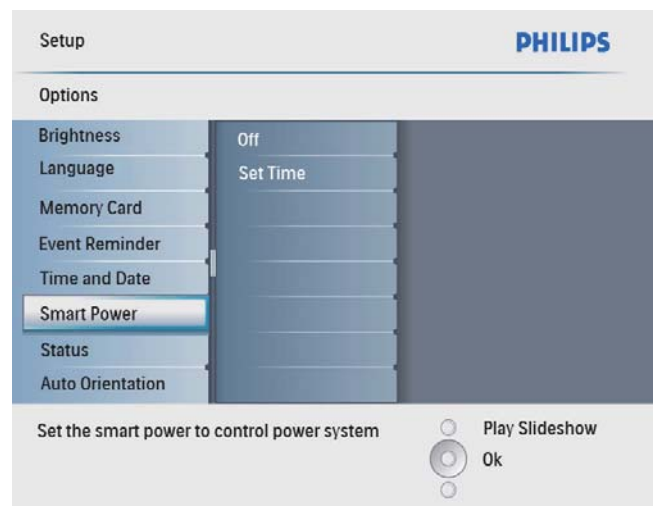 Setup
PHILIPS
Options
Brightness
Off
Language
Set Time
Memory Card
Event Reminder
Time and Date
Smart Power
Status
Auto Orientation
Set the smart power to control power system
Play Slideshow
Ok